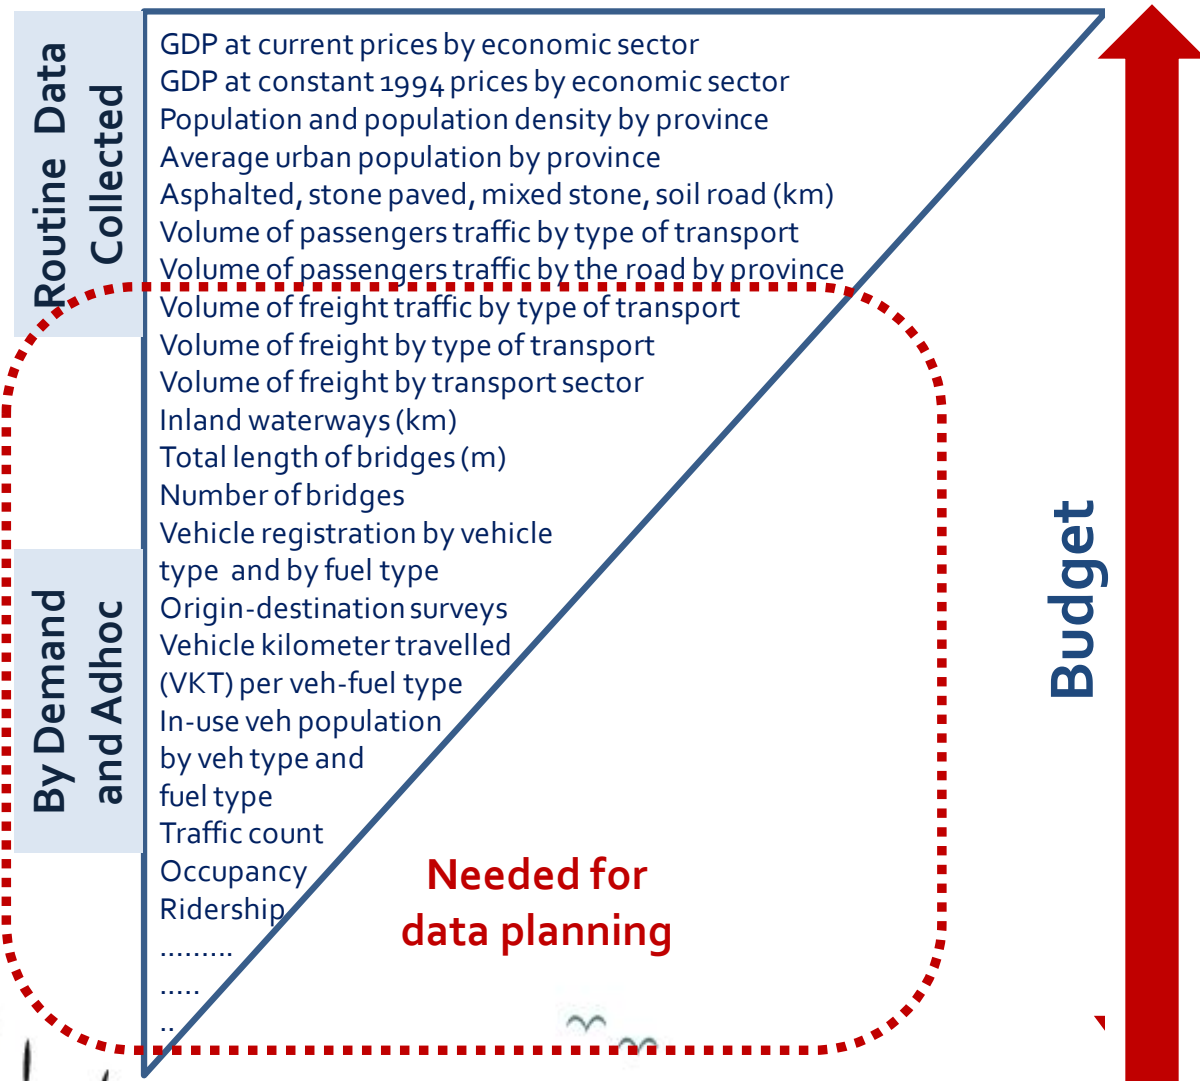 Routine Data
Collected
GDP at current prices by economic sector
GDP at constant 1994 prices by economic sector
Population and population density by province
Average urban population by province
Asphalted, stone paved, mixed stone, soil road (km)
Volume of passengers traffic by type of transport
Volume of passengers traffic by the road by province
Volume of freight traffic by type of transport
Volume of freight by type of transport
Volume of freight by transport sector
Inland waterways (km)
Total length of bridges (m)
Number of bridges
Vehicle registration by vehicle
type and by fuel type
Origin-destination surveys
Vehicle kilometer travelled
(VKT) per veh-fuel type
In-use veh population
by veh type and
fuel type
Traffic count
Occupancy
Ridership
.........
.....
..
By Demand
and Adhoc
Needed for
data planning
Budget